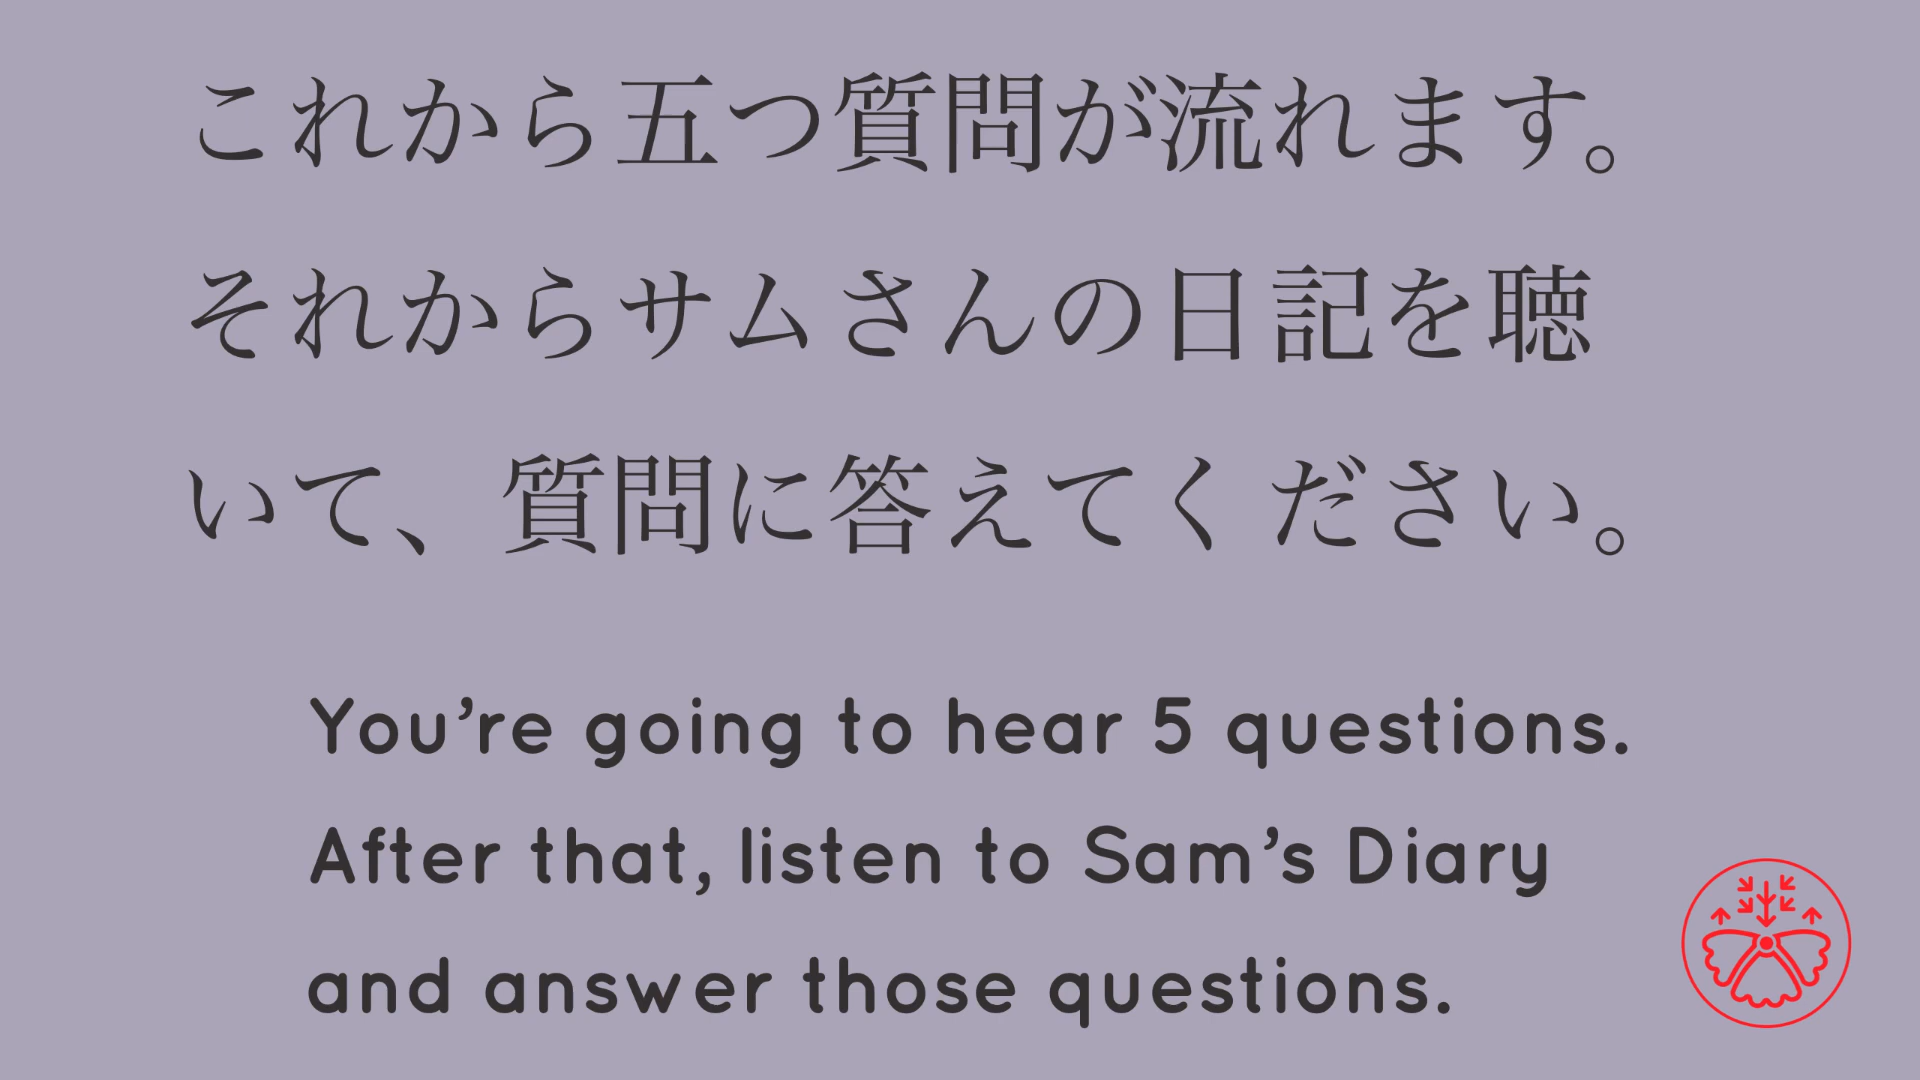 これから五つ質問が流れます。
それからサムさんの日記を聴
いて、質問に答えてください。
You're going to hear 5 questions.
After that, listen to Sam's Diary
and answer those questions.